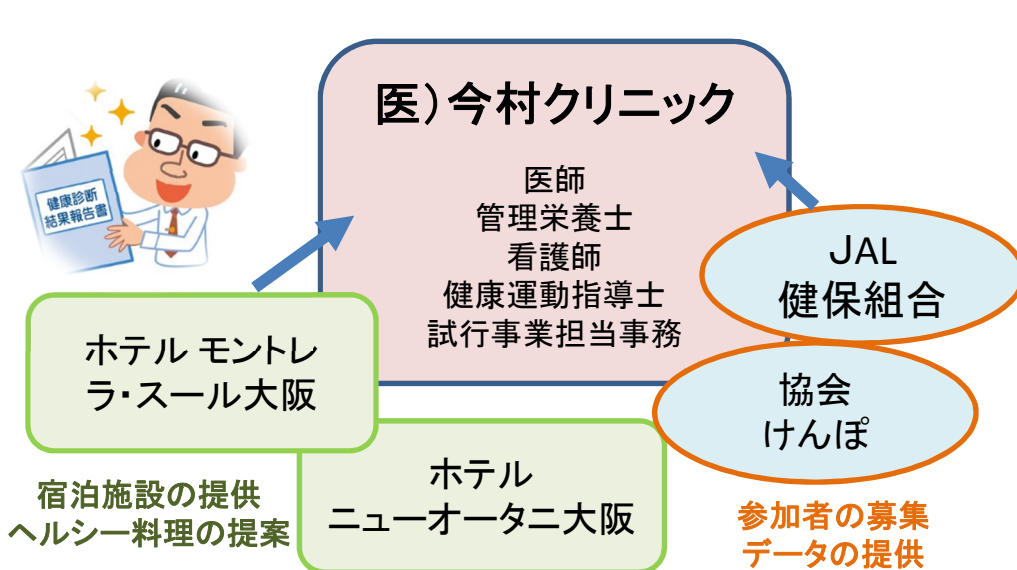 医）今村クリニック
医師
管理栄養士
看護師
健康運動指導士
試行事業担当事務
健康診断
結果報告書
JAL
健保組合
ホテル モントレ
ラ・スール大阪
協会
けんぽ
ホテル
ニューオータニ大阪
宿泊施設の提供
ヘルシー料理の提案
参加者の募集
データの提供